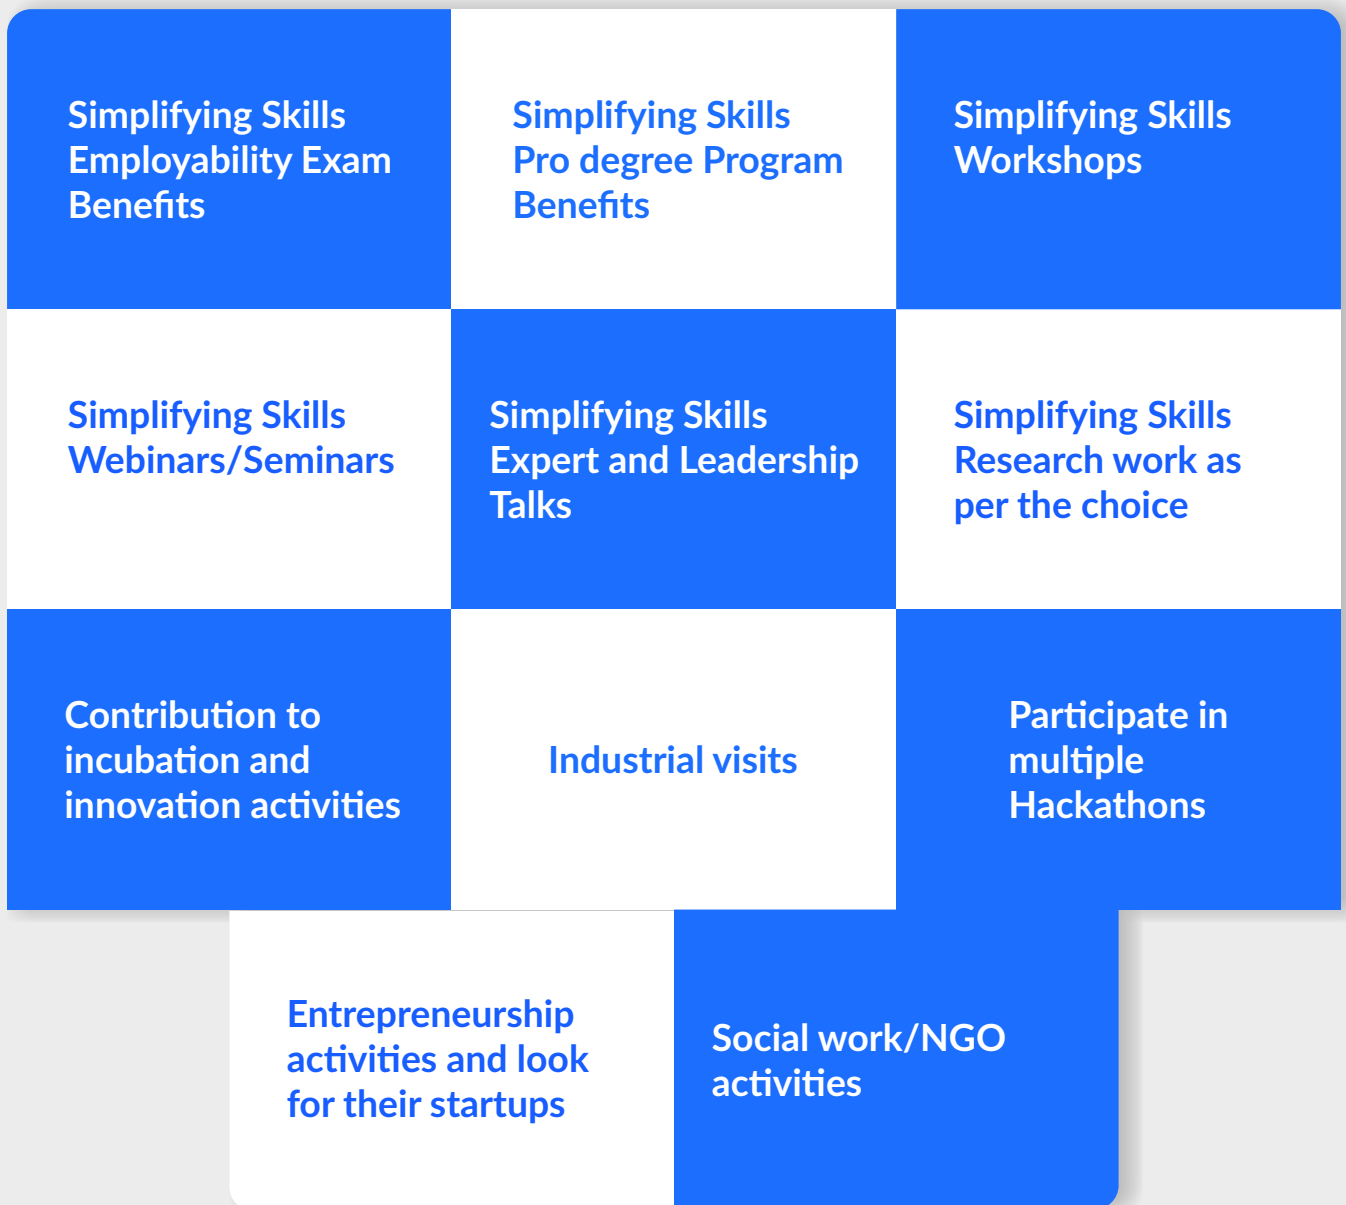 Simplifying Skills
Employability Exam
Benefits
Simplifying Skills
Pro degree Program
Benefits
Simplifying Skills
Workshops
Simplifying Skills
Webinars/Seminars
Simplifying Skills
Expert and Leadership
Talks
Simplifying Skills
Research work as
per the choice
Contribution to
incubation and
innovation activities
Industrial visits
Participate in
multiple
Hackathons
Entrepreneurship
activities and look
for their startups
Social work/NGO
activities